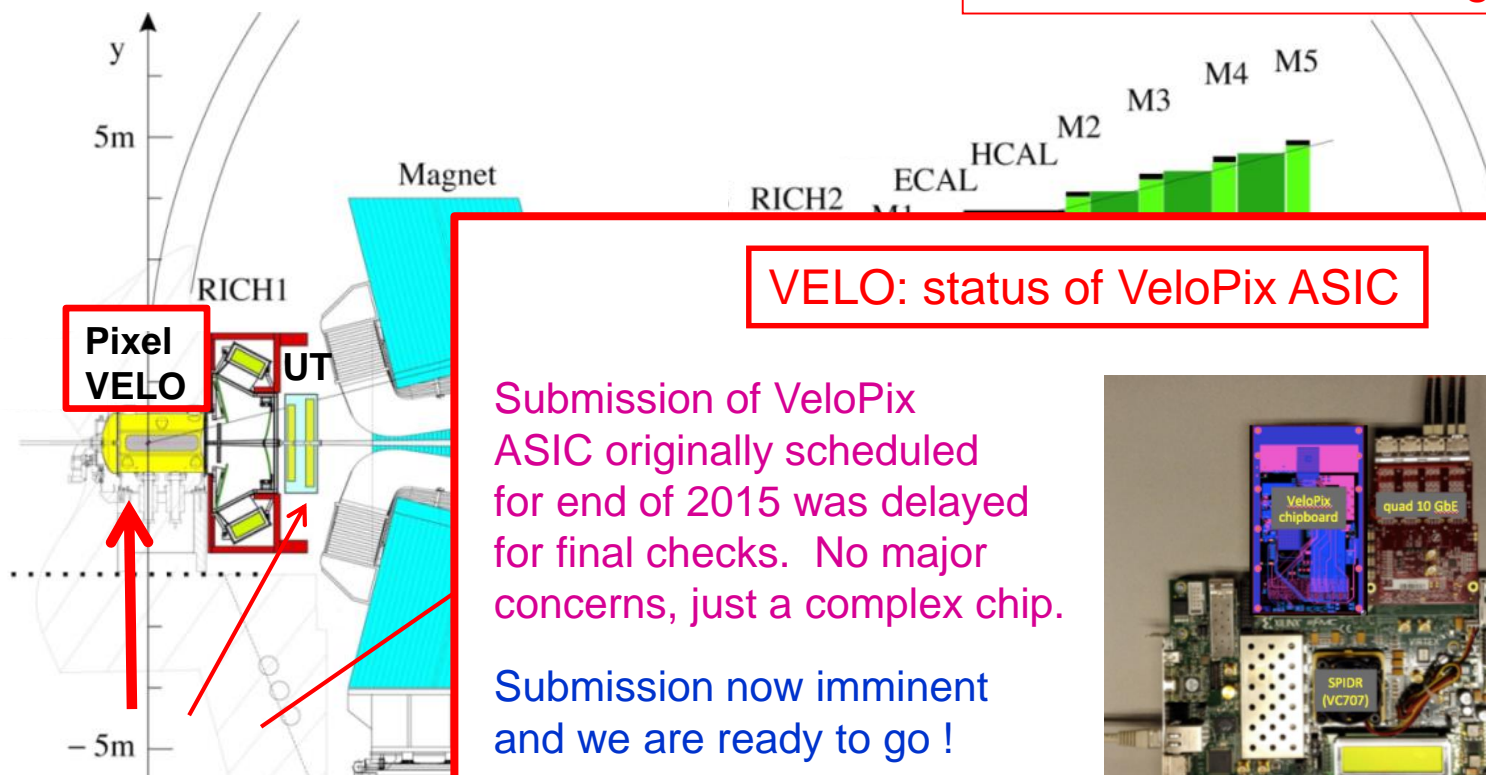 y
5m
Magnet
RICH2
ECAL
HCAL
M2
M3
M4
M5
RICH1
Pixel
VELO
UT
− 5m
VELO: status of VeloPix ASIC
Submission of VeloPix
ASIC originally scheduled
for end of 2015 was delayed
for final checks.  No major
concerns, just a complex chip.
Submission now imminent
and we are ready to go !
VeloPix
chipboard
quad 10 GbE
SPIDR
(VC707)